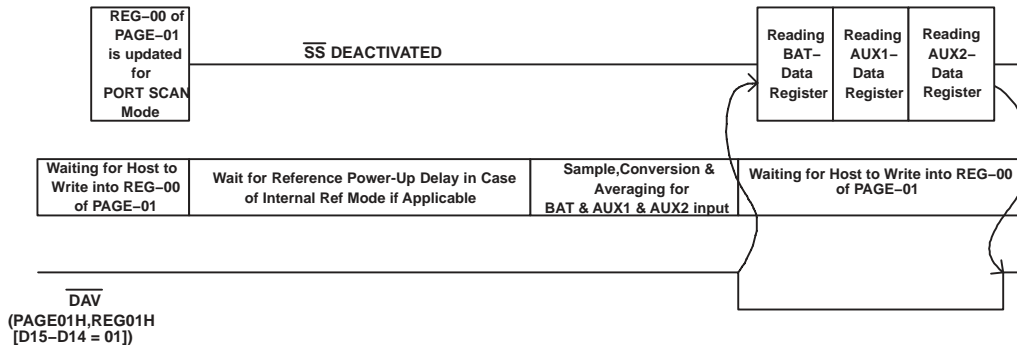 REG–00 of
PAGE–01
is updated
for
PORT SCAN
Mode
SS DEACTIVATED
Reading
BAT–
Data
Register
Reading
AUX1–
Data
Register
Reading
AUX2–
Data
Register
Waiting for Host to
Write into REG–00
of PAGE–01
Wait for Reference Power-Up Delay in Case
of Internal Ref Mode if Applicable
Sample,Conversion &
Averaging for
BAT & AUX1 & AUX2 input
Waiting for Host to Write into REG–00
of PAGE–01
DAV
(PAGE01H,REG01H
[D15–D14 = 01])